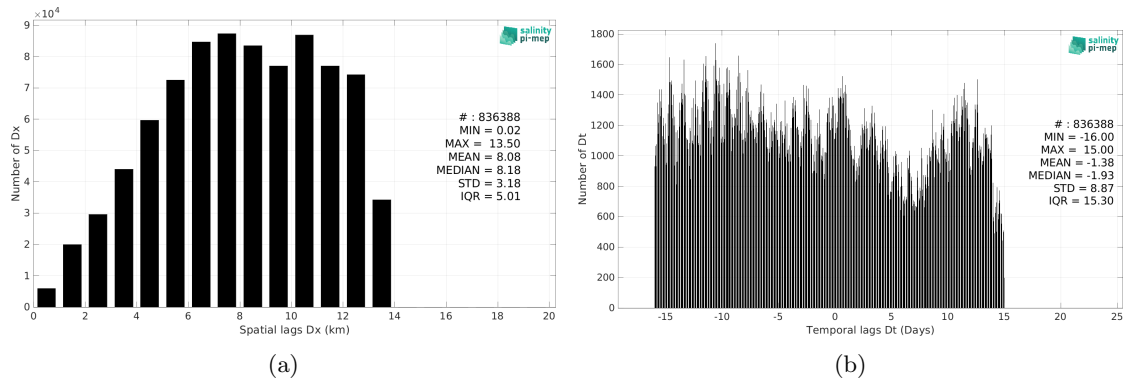 ×10⁴
9
8
7
6
5
4
3
2
1
0
Number of Dx
salinity
pi-mep
# : 836388
MIN = 0.02
MAX = 13.50
MEAN = 8.08
MEDIAN = 8.18
STD = 3.18
IQR = 5.01
0 2 4 6 8 10 12 14 16 18 20
Spatial lags Dx (km)
(a)
1800
1600
1400
1200
1000
800
600
400
200
0
Number of Dt
salinity
pi-mep
# : 836388
MIN = -16.00
MAX = 15.00
MEAN = -1.38
MEDIAN = -1.93
STD = 8.87
IQR = 15.30
-15 -10 -5 0 5 10 15 20 25
Temporal lags Dt (Days)
(b)